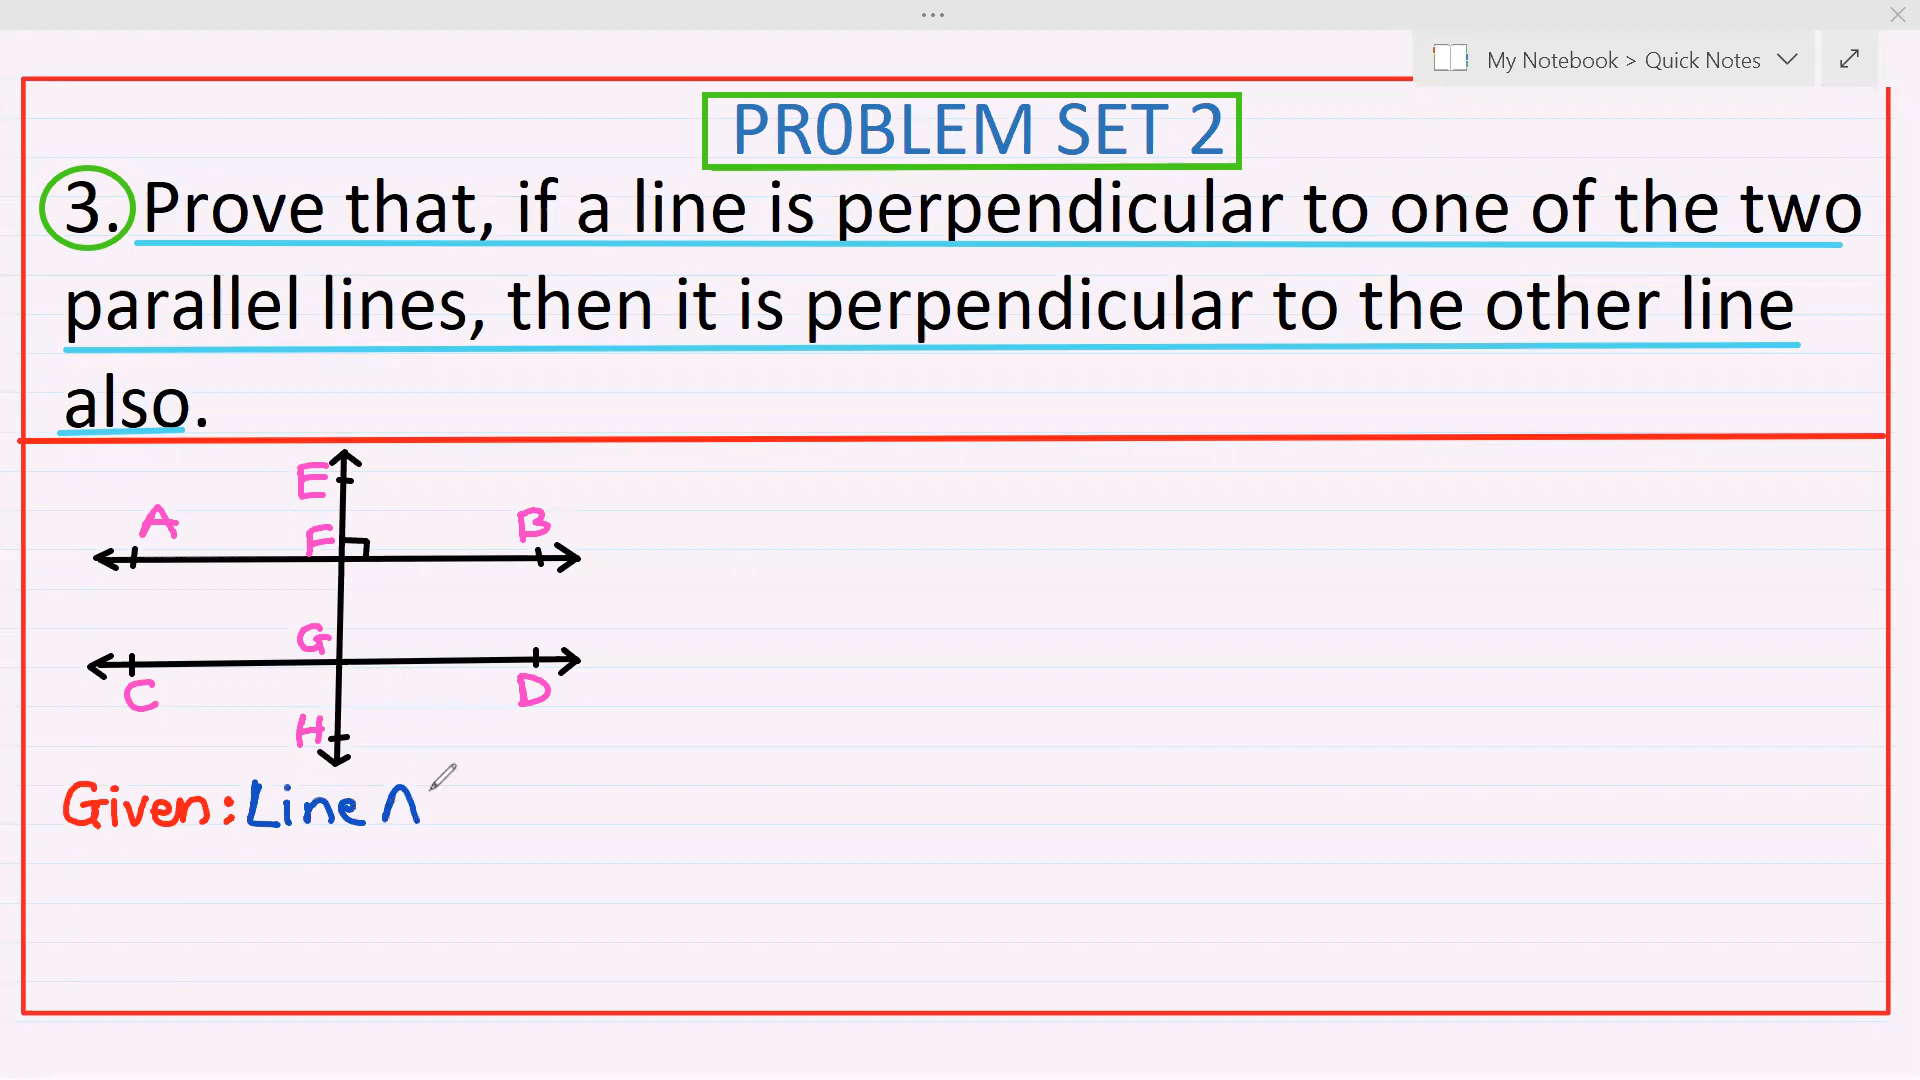 My Notebook > Quick Notes
PR0BLEM SET 2
3. Prove that, if a line is perpendicular to one of the two
parallel lines, then it is perpendicular to the other line
also.
E
A
F
B
G
C
D
H
Given: Line